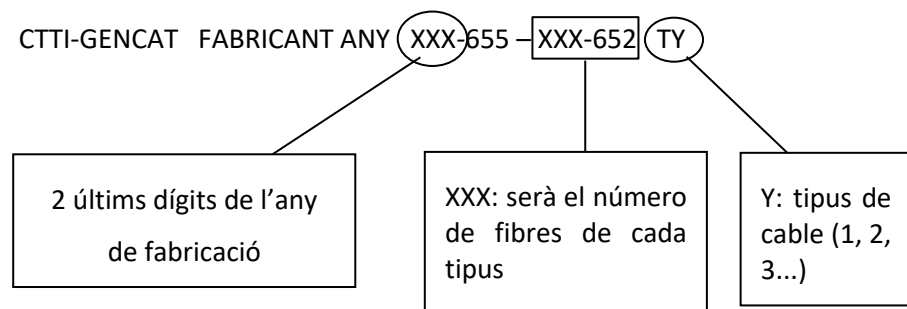 CTTI-GENCAT FABRICANT ANY XXX-655 – XXX-652 TY
2 últims dígits de l’any
de fabricació
XXX: serà el número
de fibres de cada
tipus
Y: tipus de
cable (1, 2,
3...)